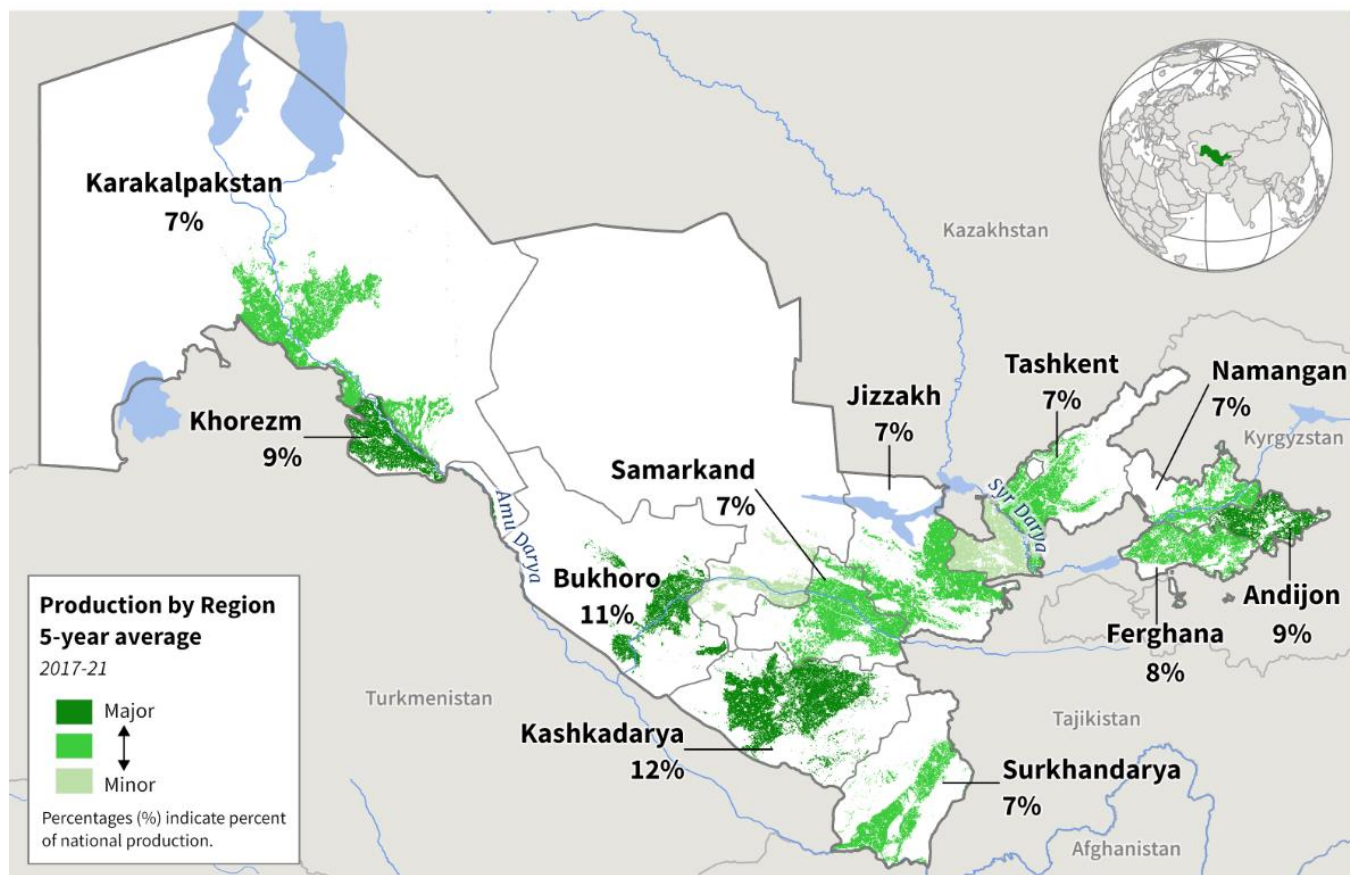 Karakalpakstan
7%
Kazakhstan
Tashkent
7%
Namangan
7%
Jizzakh
7%
Kyrgyzstan
Khorezm
9%
Samarkand
7%
Syr Darya
Amu Darya
Bukhoro
11%
Andijon
9%
Ferghana
8%
Turkmenistan
Tajikistan
Kashkadarya
12%
Surkhandarya
7%
Afghanistan
Production by Region
5-year average
2017-21
Major
Minor
Percentages (%) indicate percent
of national production.